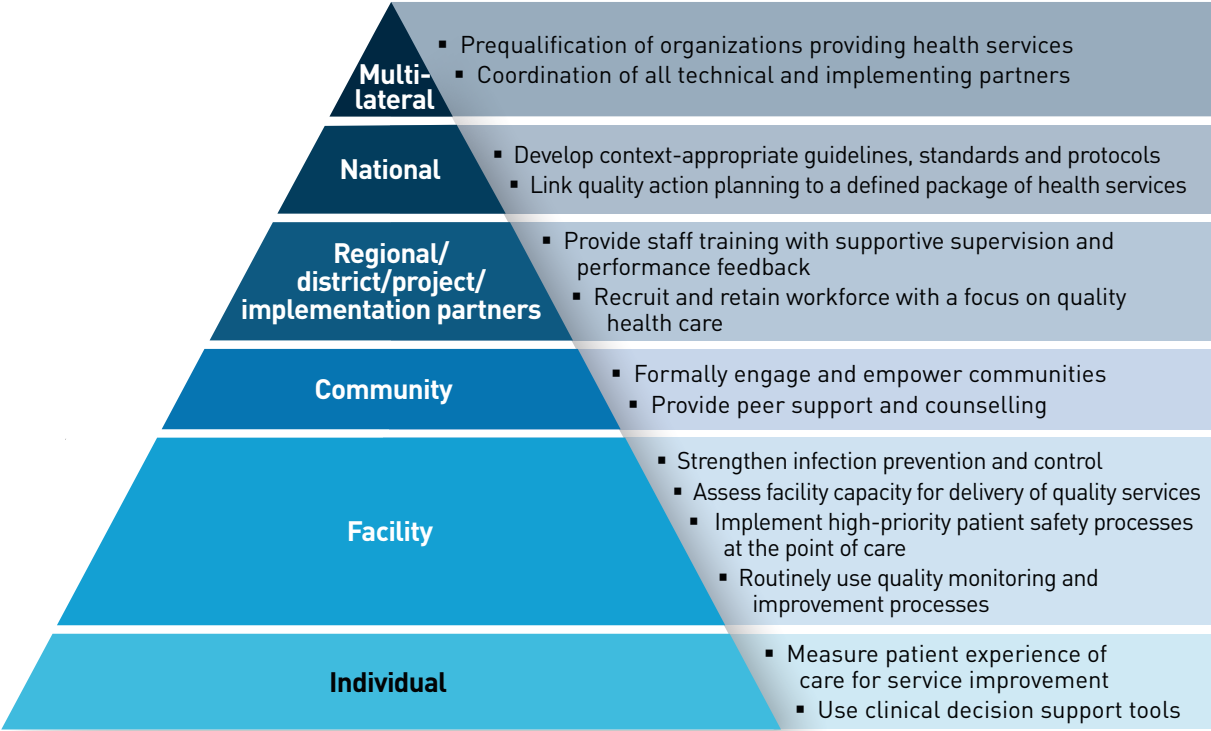 Multi-
lateral
▪ Prequalification of organizations providing health services
▪ Coordination of all technical and implementing partners
National
▪ Develop context-appropriate guidelines, standards and protocols
▪ Link quality action planning to a defined package of health services
Regional/
district/project/
implementation partners
▪ Provide staff training with supportive supervision and
performance feedback
▪ Recruit and retain workforce with a focus on quality
health care
Community
▪ Formally engage and empower communities
▪ Provide peer support and counselling
Facility
▪ Strengthen infection prevention and control
▪ Assess facility capacity for delivery of quality services
▪ Implement high-priority patient safety processes
at the point of care
▪ Routinely use quality monitoring and
improvement processes
Individual
▪ Measure patient experience of
care for service improvement
▪ Use clinical decision support tools